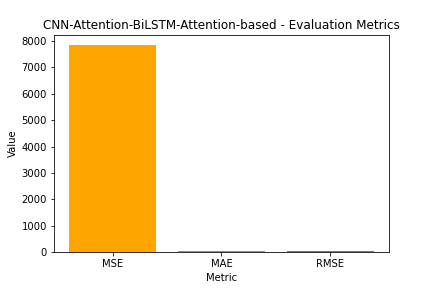 CNN-Attention-BiLSTM-Attention-based - Evaluation Metrics
8000
7000
6000
5000
4000
3000
2000
1000
0
Value
MSE MAE RMSE
Metric